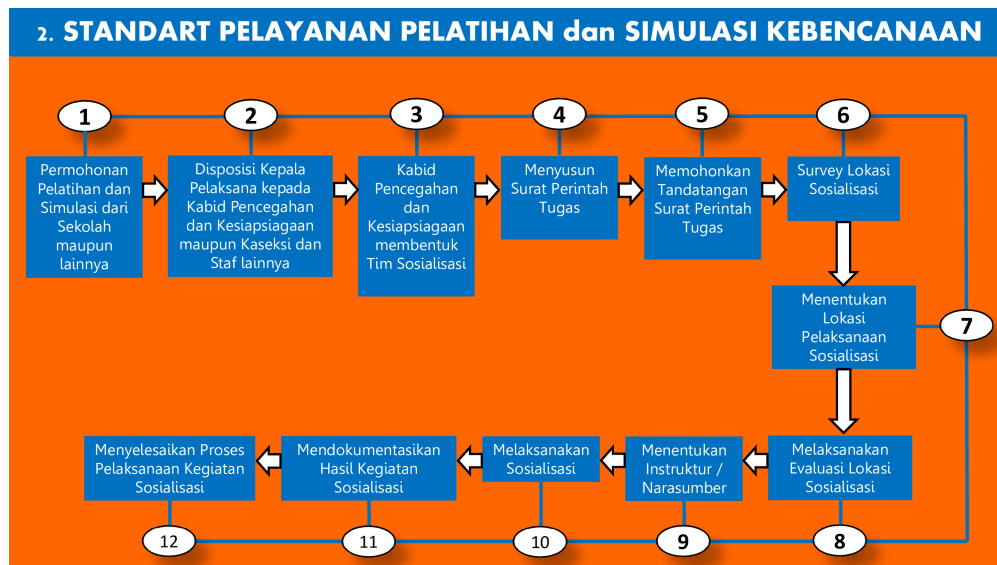 2. STANDART PELAYANAN PELATIHAN dan SIMULASI KEBENCANAAN
1
Permohonan
Pelatihan dan
Simulasi dari
Sekolah
maupun
lainnya
2
Disposisi Kepala
Pelaksana kepada
Kabid Pencegahan
dan Kesiapsiagaan
maupun Kaseksi dan
Staf lainnya
3
Kabid
Pencegahan
dan
Kesiapsiagaan
membentuk
Tim Sosialisasi
4
Menyusun
Surat Perintah
Tugas
5
Memohonkan
Tandatangan
Surat Perintah
Tugas
6
Survey Lokasi
Sosialisasi
7
Menentukan
Lokasi
Pelaksanaan
Sosialisasi
Melaksanakan
Evaluasi Lokasi
Sosialisasi
8
Menentukan
Instruktur /
Narasumber
9
Melaksanakan
Sosialisasi
10
Mendokumentasikan
Hasil Kegiatan
Sosialisasi
11
Menyelesaikan Proses
Pelaksanaan Kegiatan
Sosialisasi
12